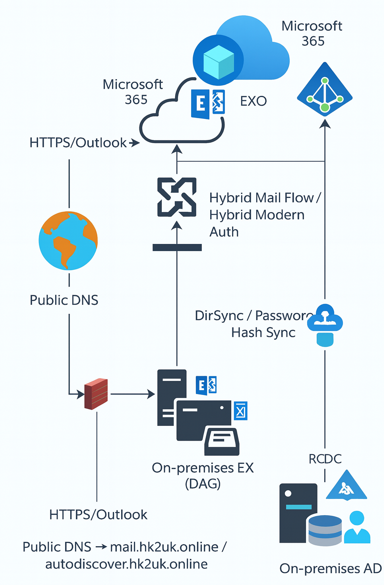 Microsoft
365
Microsoft
365
EXO
HTTPS/Outlook
Hybrid Mail Flow /
Hybrid Modern
Auth
Public DNS
DirSync / Password
Hash Sync
RCDC
On-premises EX
(DAG)
HTTPS/Outlook
Public DNS → mail.hk2uk.online /
autodiscover.hk2uk.online
On-premises AD